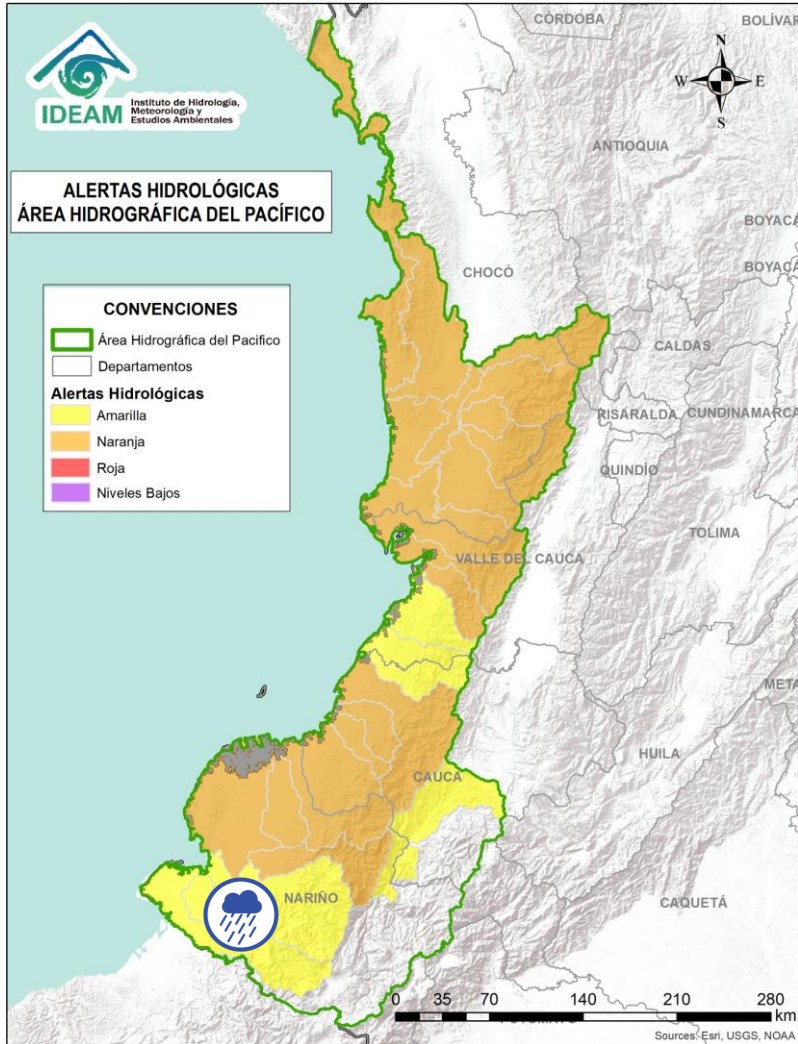 CÓRDOBA
BOLÍVAR
IDEAM
Instituto de Hidrología,
Meteorología y
Estudios Ambientales
N
W
E
S
ANTIOQUIA
ALERTAS HIDROLÓGICAS
ÁREA HIDROGRÁFICA DEL PACÍFICO
BOYACÁ
BOYACÁ
CHOCÓ
CONVENCIONES
Área Hidrográfica del Pacifico
Departamentos
Alertas Hidrológicas
Amarilla
Naranja
Roja
Niveles Bajos
CALDAS
RISARALDA
CUNDINAMARCA
QUINDÍO
TOLIMA
VALLE DEL CAUCA
META
HUILA
CAUCA
NARIÑO
CAQUETÁ
0 35 70 140 210 280
km
Sources: Esri, USGS, NOAA